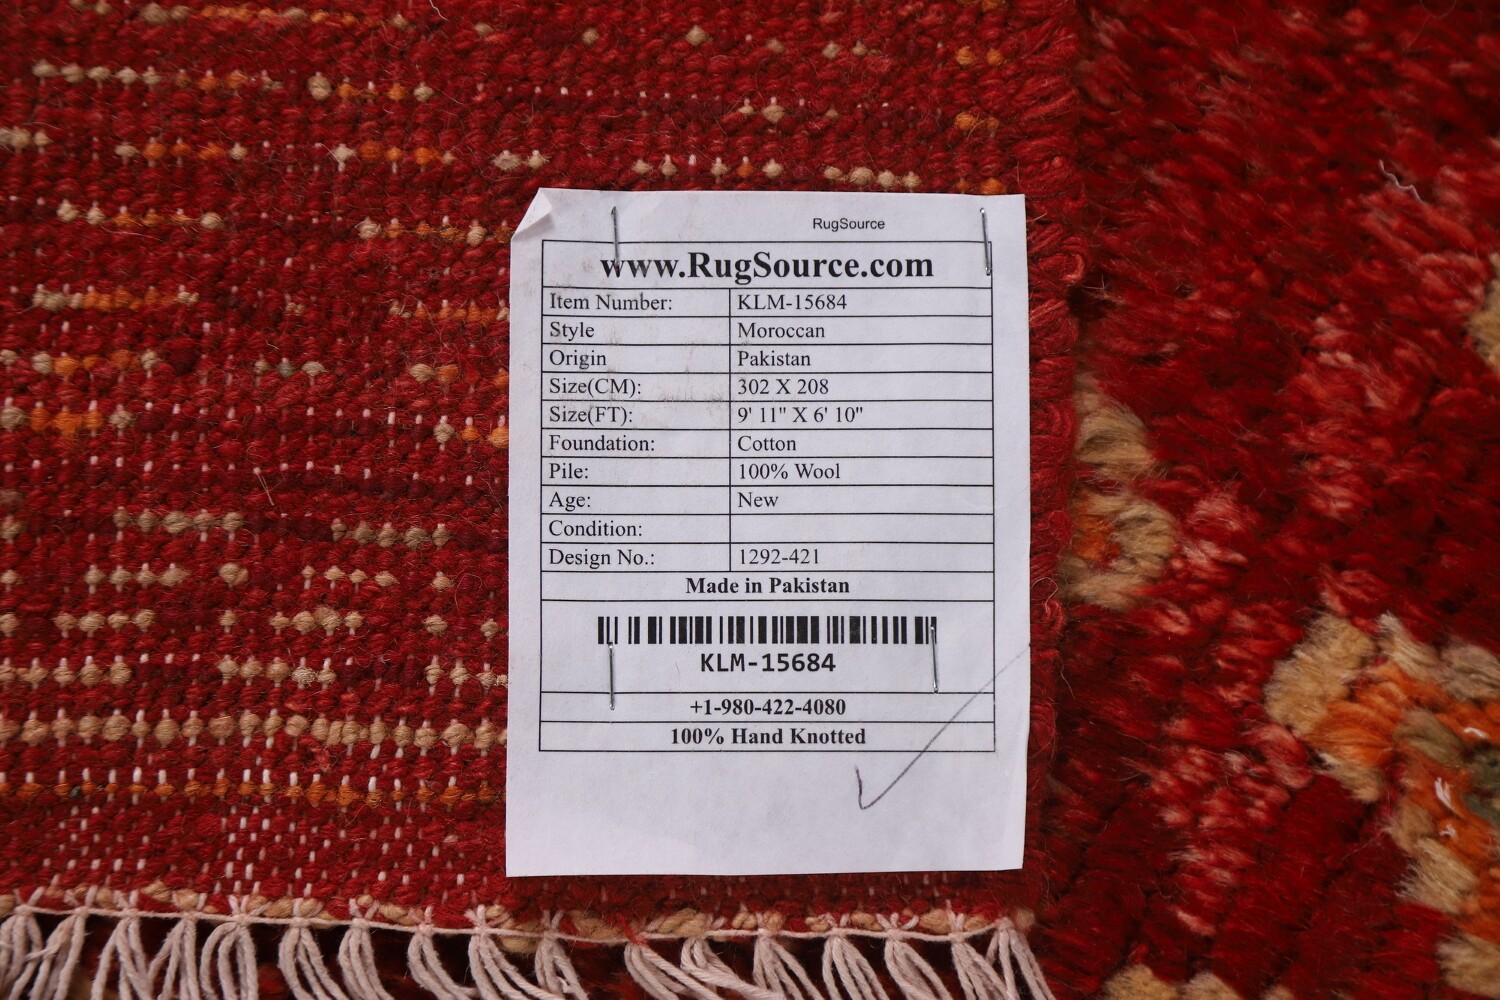 RugSource
www.RugSource.com
Item Number: KLM-15684
Style Moroccan
Origin Pakistan
Size(CM): 302 X 208
Size(FT): 9' 11" X 6' 10"
Foundation: Cotton
Pile: 100% Wool
Age: New
Condition:
Design No.: 1292-421
Made in Pakistan
KLM-15684
+1-980-422-4080
100% Hand Knotted